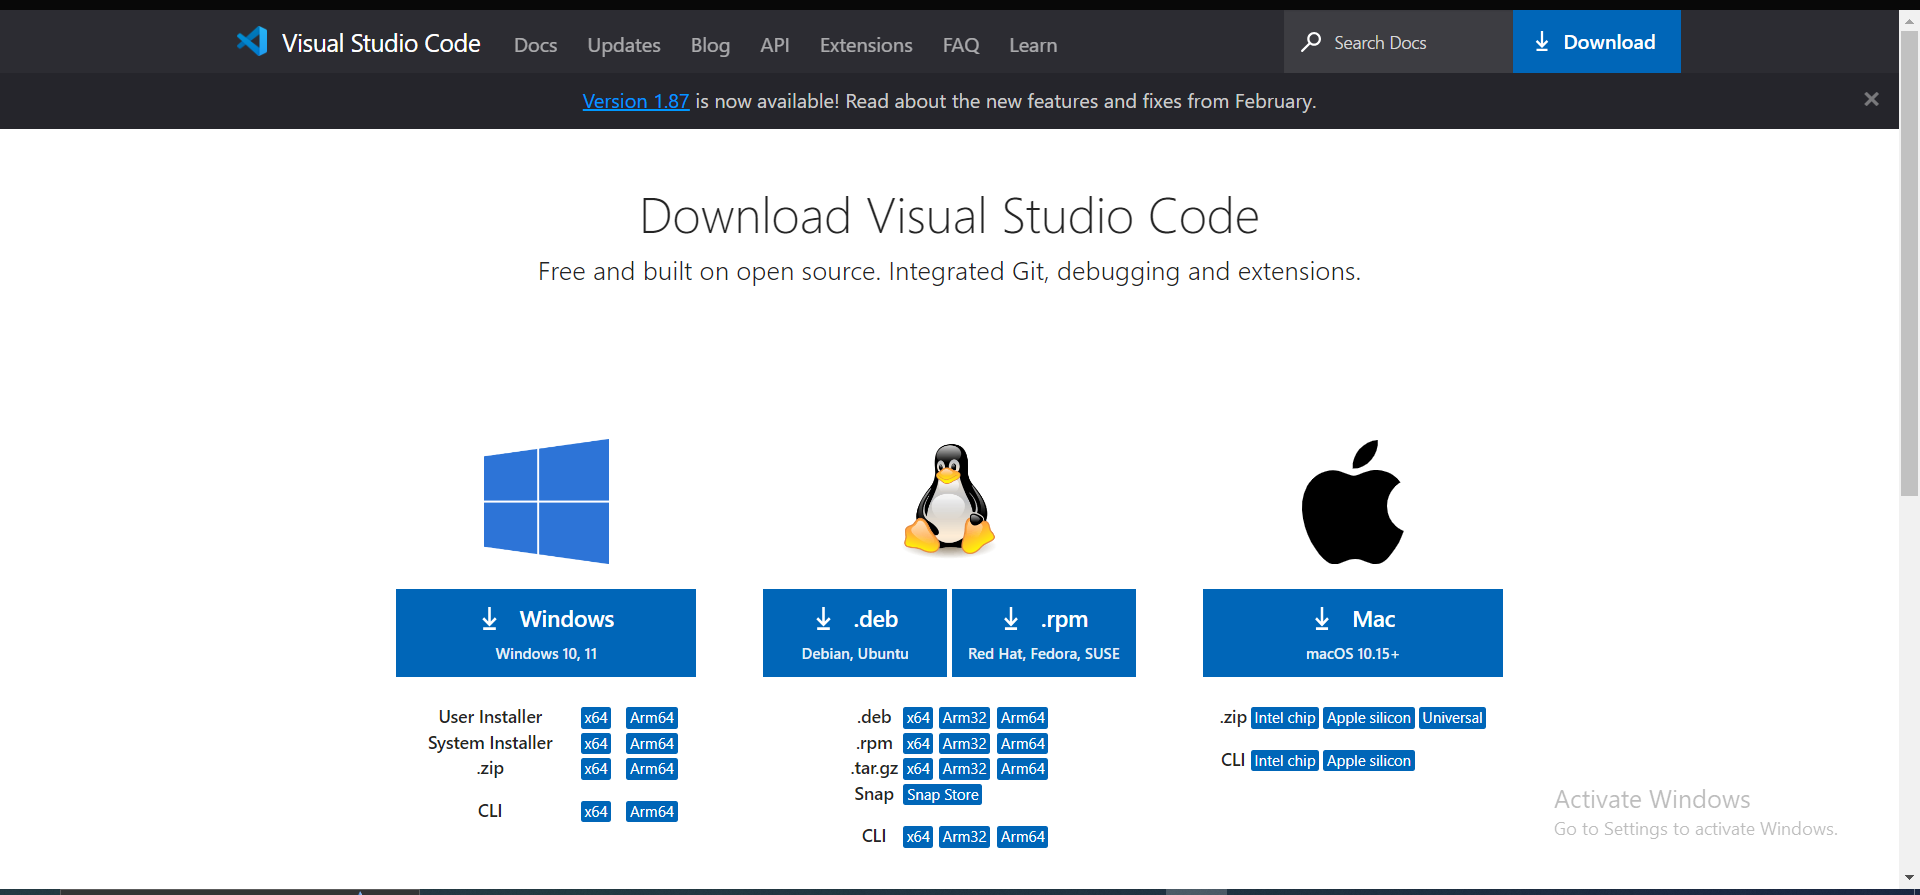 Visual Studio Code Docs Updates Blog API Extensions FAQ Learn Search Docs Download
Version 1.87 is now available! Read about the new features and fixes from February.
Download Visual Studio Code
Free and built on open source. Integrated Git, debugging and extensions.
Windows
Windows 10, 11
User Installer x64 Arm64
System Installer x64 Arm64
.zip x64 Arm64
CLI x64 Arm64
.deb
Debian, Ubuntu
.rpm
Red Hat, Fedora, SUSE
.deb x64 Arm32 Arm64
.rpm x64 Arm32 Arm64
.tar.gz x64 Arm32 Arm64
Snap Snap Store
CLI x64 Arm32 Arm64
Mac
macOS 10.15+
.zip Intel chip Apple silicon Universal
CLI Intel chip Apple silicon
Activate Windows
Go to Settings to activate Windows.